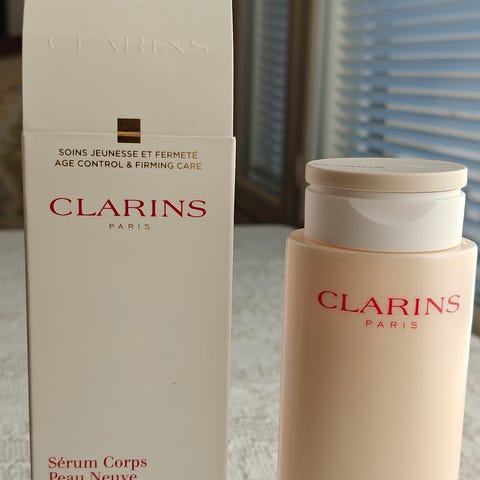 CLARINS
SOINS JEUNESSE ET FERMETÉ
AGE CONTROL & FIRMING CARE
CLARINS
PARIS
Sérum Corps
Peau Neuve
CLARINS
PARIS